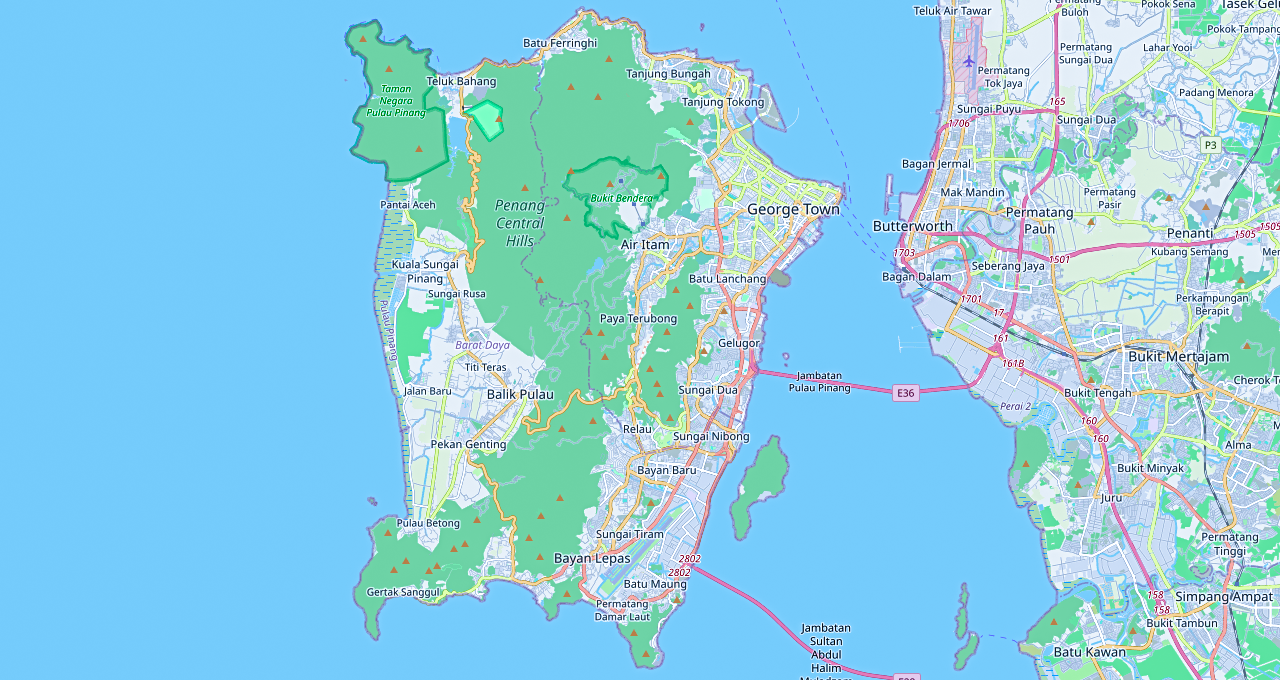 Teluk Air Tawar
Permatang
Buloh
Pokok Sena
Tasek Gel
Pokok Tampang
Batu Ferringhi
Lahar Yooi
Permatang
Sungai Dua
Tanjung Bungah
Teluk Bahang
Permatang
Tok Jaya
Taman
Negara
Pulau Pinang
Padang Menora
Tanjung Tokong
165
Sungai Puyu
Sungai Dua
1706
P3
Bagan Jermal
Mak Mandin
Permatang
Pasir
Bukit Bendera
Pantai Aceh
Penang
Central
Hills
George Town
Permatang
Pauh
Butterworth
Penanti
1505
1505
Air Itam
1703
Kubang Semang
Me
1501
Kuala Sungai
Pinang
Seberang Jaya
Bagan Dalam
Batu Lanchang
Sungai Rusa
1701
Perkampungan
Berapit
17
Pulau Pinang
Paya Terubong
161
Gelugor
Barat Daya
Bukit Mertajam
161B
Titi Teras
Jambatan
Pulau Pinang
Cherok T
Jalan Baru
Balik Pulau
Sungai Dua
E36
Bukit Tengah
Perai 2
160
Relau
Sungai Nibong
160
M
Pekan Genting
Alma
Bayan Baru
Bukit Minyak
Juru
Pulau Betong
Sungai Tiram
Permatang
Tinggi
Bayan Lepas
2802
2802
Batu Maung
Gertak Sanggul
158
Simpang Ampat
Permatang
Damar Laut
158
Bukit Tambun
Jambatan
Sultan
Abdul
Halim
Batu Kawan